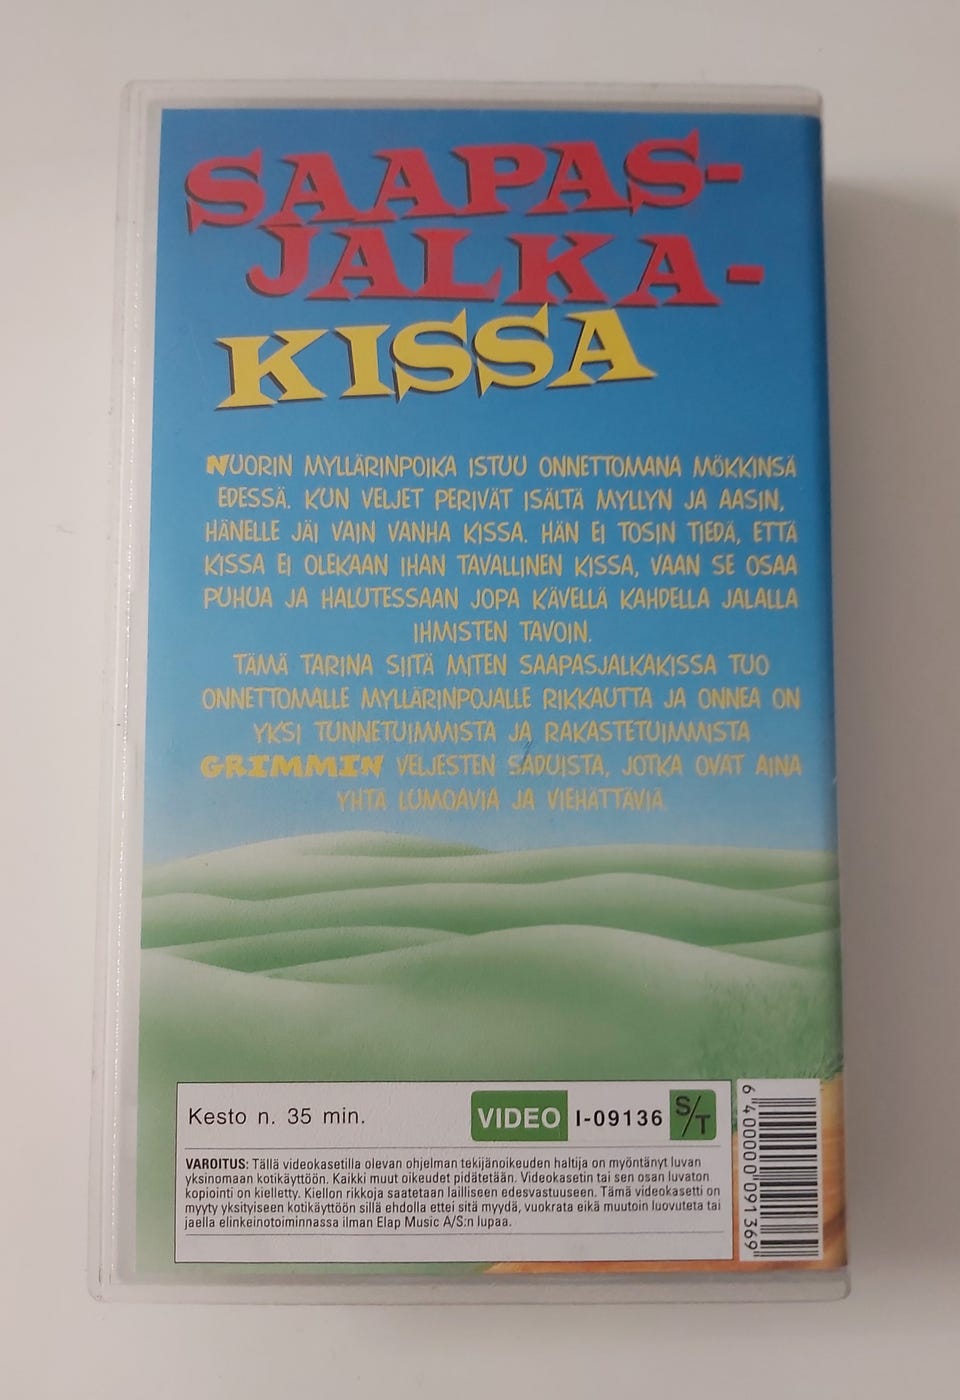 SAAPAS-
JALKA-
KISSA
NUORIN MYLLÄRINPOIKA ISTUU ONNETTOMANA MÖKKINSÄ
EDESSÄ. KUN VELJET PERIVÄT ISÄLTÄ MYLLYN JA AASIN,
HÄNELLE JÄI VAIN VANHA KISSA. HÄN EI TOSIN TIEDÄ, ETTÄ
KISSA EI OLEKAAN IHAN TAVALLINEN KISSA, VAAN SE OSAA
PUHUA JA HALUTESSAAN JOPA KÄVELLÄ KAHDELLA JALALLA
IHMISTEN TAVOIN.
TÄMÄ TARINA SIITÄ MITEN SAAPASJALKAKISSA TUO
ONNETTOMALLE MYLLÄRINPOJALLE RIKKAUTTA JA ONNEA ON
YKSI TUNNETUIMMISTA JA RAKASTETUIMMISTA
GRIMMIN VELJESTEN SADUISTA, JOTKA OVAT AINA
YHTÄ LUMOAVIA JA VIEHÄTTÄVIÄ.
Kesto n. 35 min.
VIDEO I-09136 S/T
VAROITUS: Tällä videokasetilla olevan ohjelman tekijänoikeuden haltija on myöntänyt luvan
yksinomaan kotikäyttöön. Kaikki muut oikeudet pidätetään. Videokasetin tai sen osan luvaton
kopiointi on kielletty. Kiellon rikkoja saatetaan lailliseen edesvastuuseen. Tämä videokasetti on
myyty yksityiseen kotikäyttöön sillä ehdolla ettei sitä myydä, vuokrata eikä muutoin luovuteta tai
jaella elinkeinotoiminnassa ilman Elap Music A/S:n lupaa.
6 400000 091369